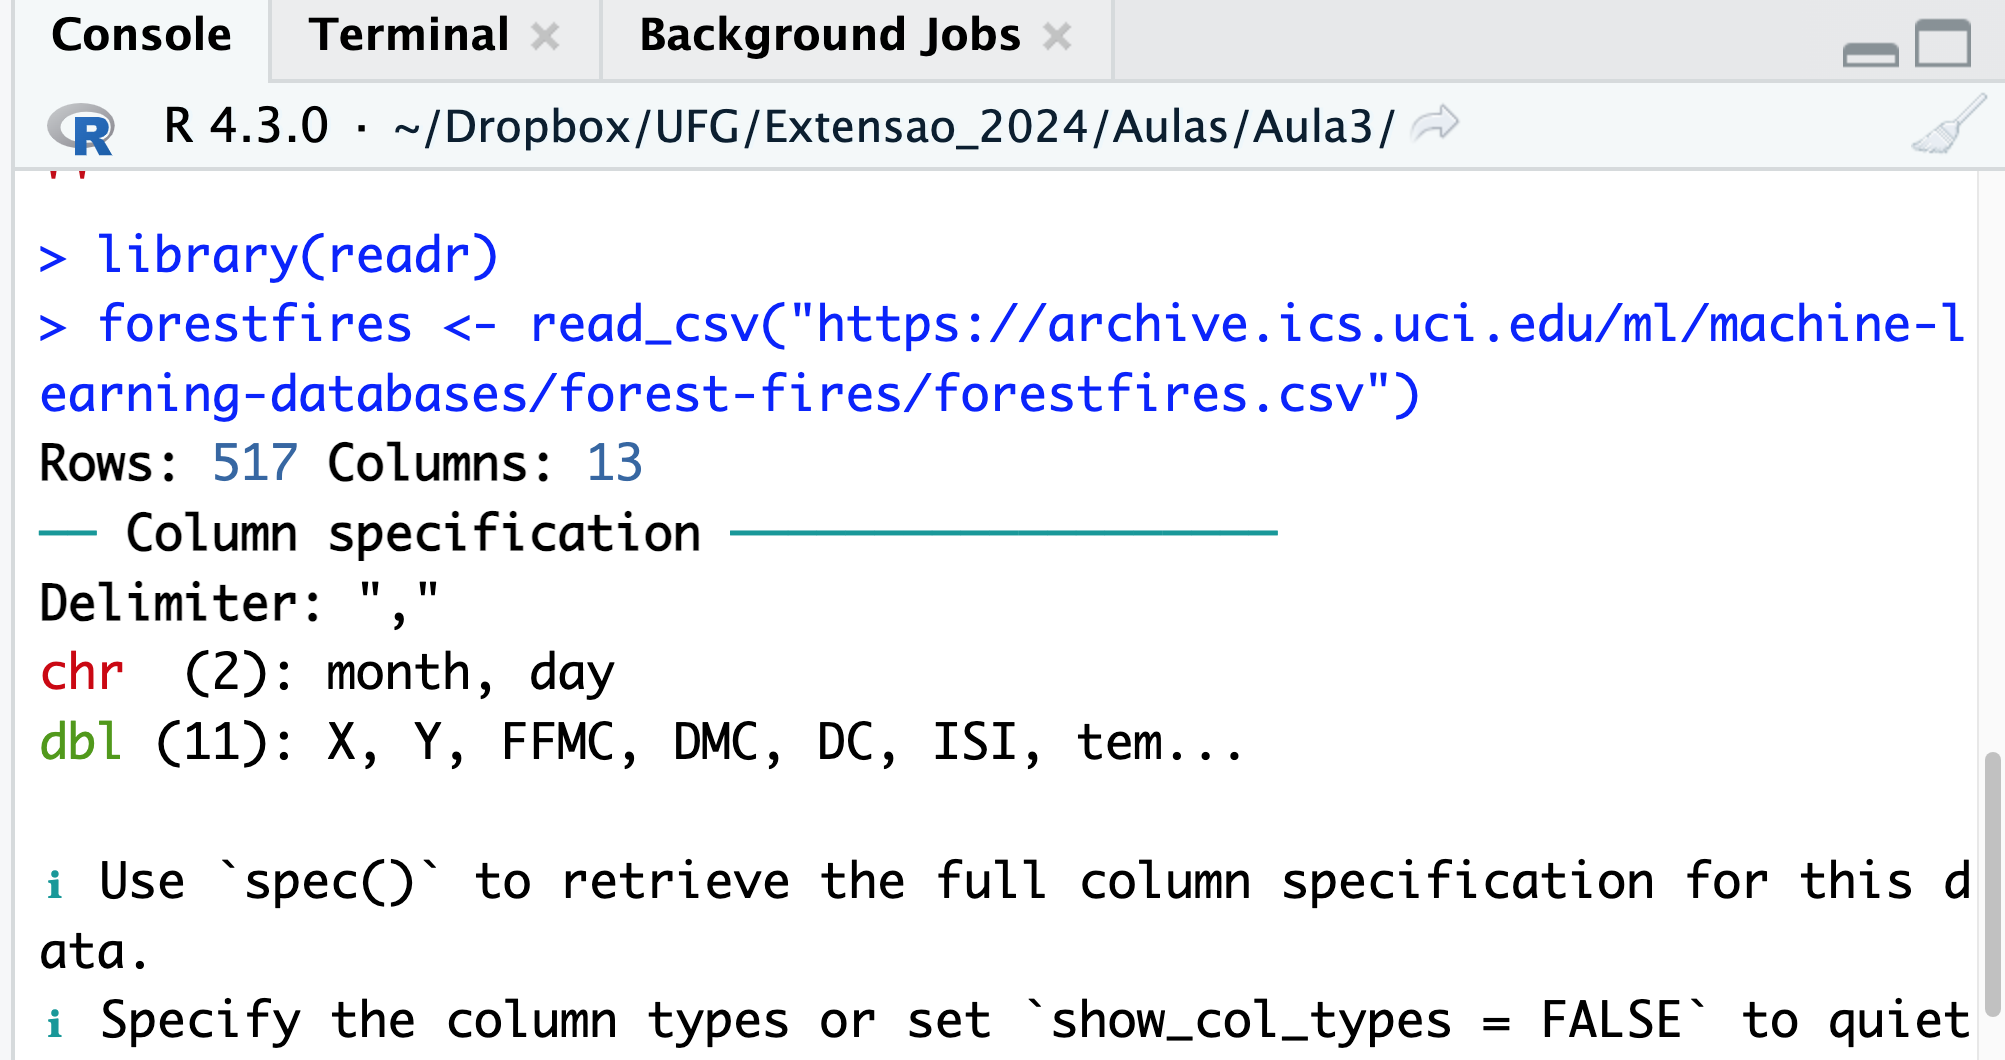 Console Terminal × Background Jobs ×
R R 4.3.0 · ~/Dropbox/UFG/Extensao_2024/Aulas/Aula3/
> library(readr)
> forestfires <- read_csv("https://archive.ics.uci.edu/ml/machine-l
earning-databases/forest-fires/forestfires.csv")
Rows: 517 Columns: 13
── Column specification ───────────────────
Delimiter: ","
chr  (2): month, day
dbl (11): X, Y, FFMC, DMC, DC, ISI, tem...
ℹ Use `spec()` to retrieve the full column specification for this d
ata.
ℹ Specify the column types or set `show_col_types = FALSE` to quiet